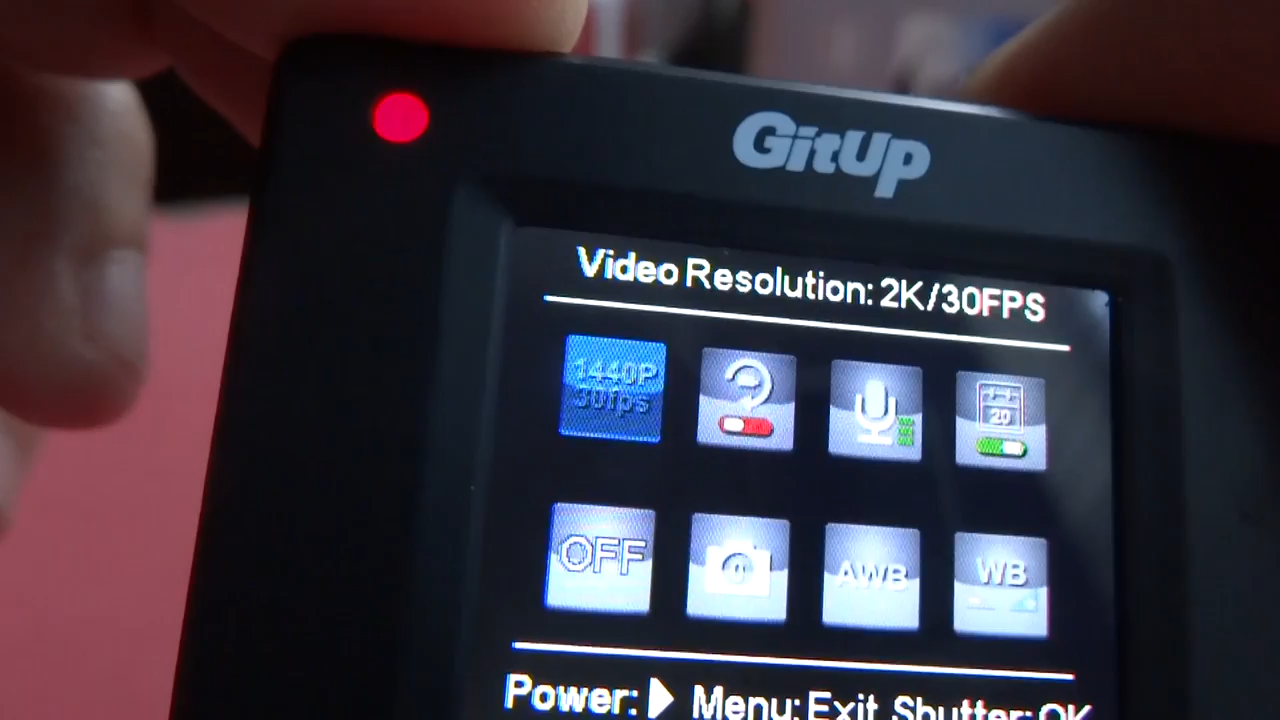 GitUp
Video Resolution: 2K/30FPS
1440P
30fps
20
OFF
AWB
WB
Power: Menu: Exit Shutter: OK